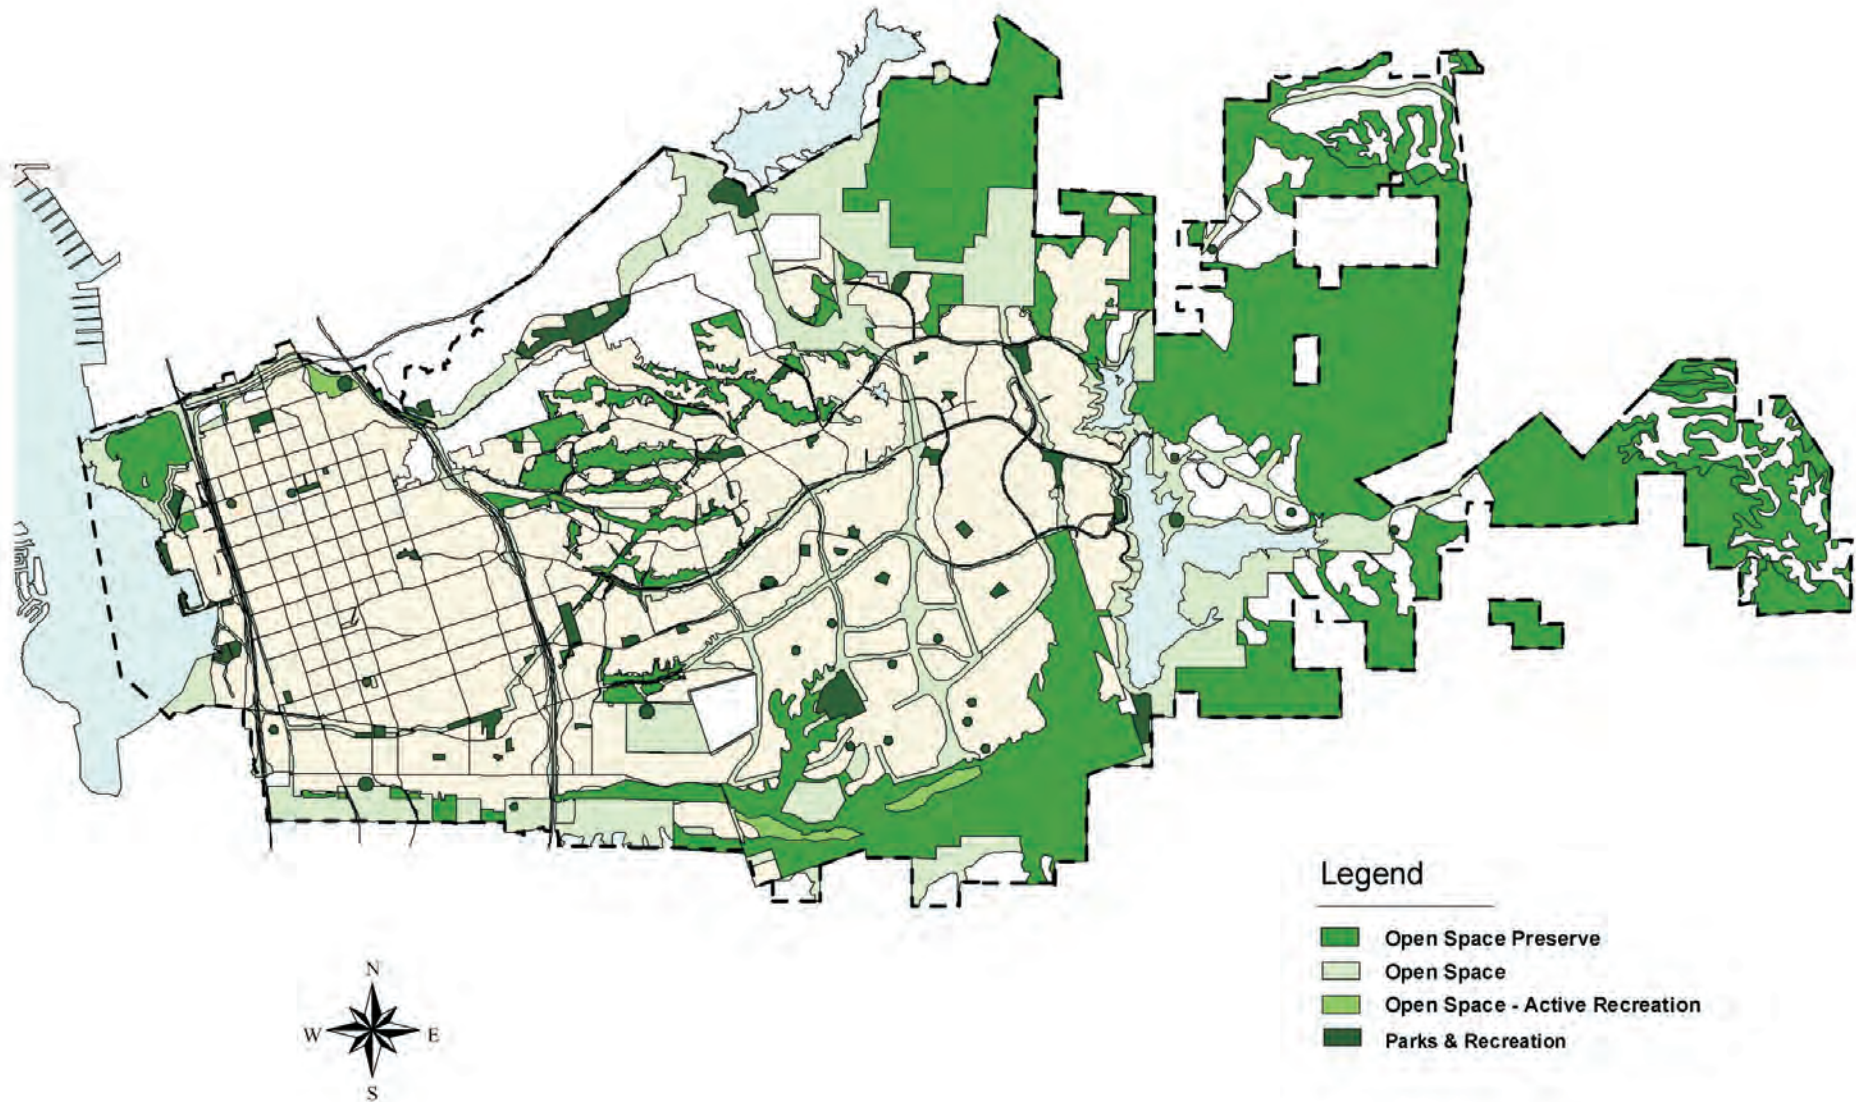 Legend
Open Space Preserve
Open Space
Open Space - Active Recreation
Parks & Recreation
N
W E
S